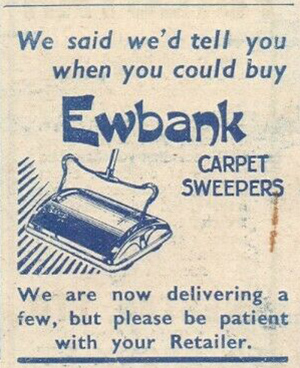 We said we'd tell you
when you could buy
Ewbank
CARPET
SWEEPERS
We are now delivering a
few, but please be patient
with your Retailer.